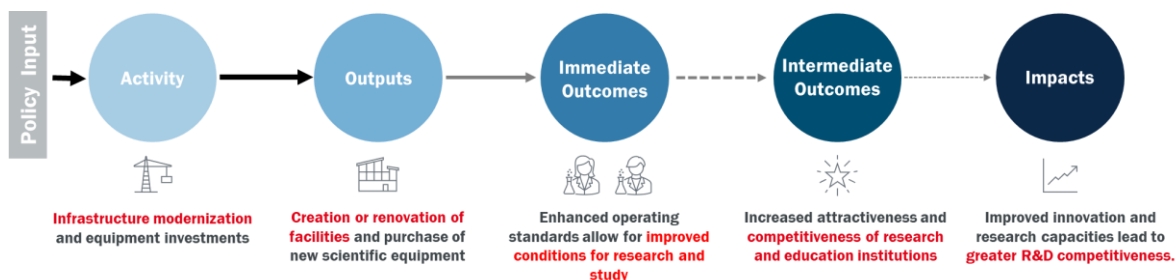 Policy Input
Activity
Outputs
Immediate
Outcomes
Intermediate
Outcomes
Impacts
Infrastructure modernization
and equipment investments
Creation or renovation of
facilities and purchase of
new scientific equipment
Enhanced operating
standards allow for improved
conditions for research and
study
Increased attractiveness and
competitiveness of research
and education institutions
Improved innovation and
research capacities lead to
greater R&D competitiveness.